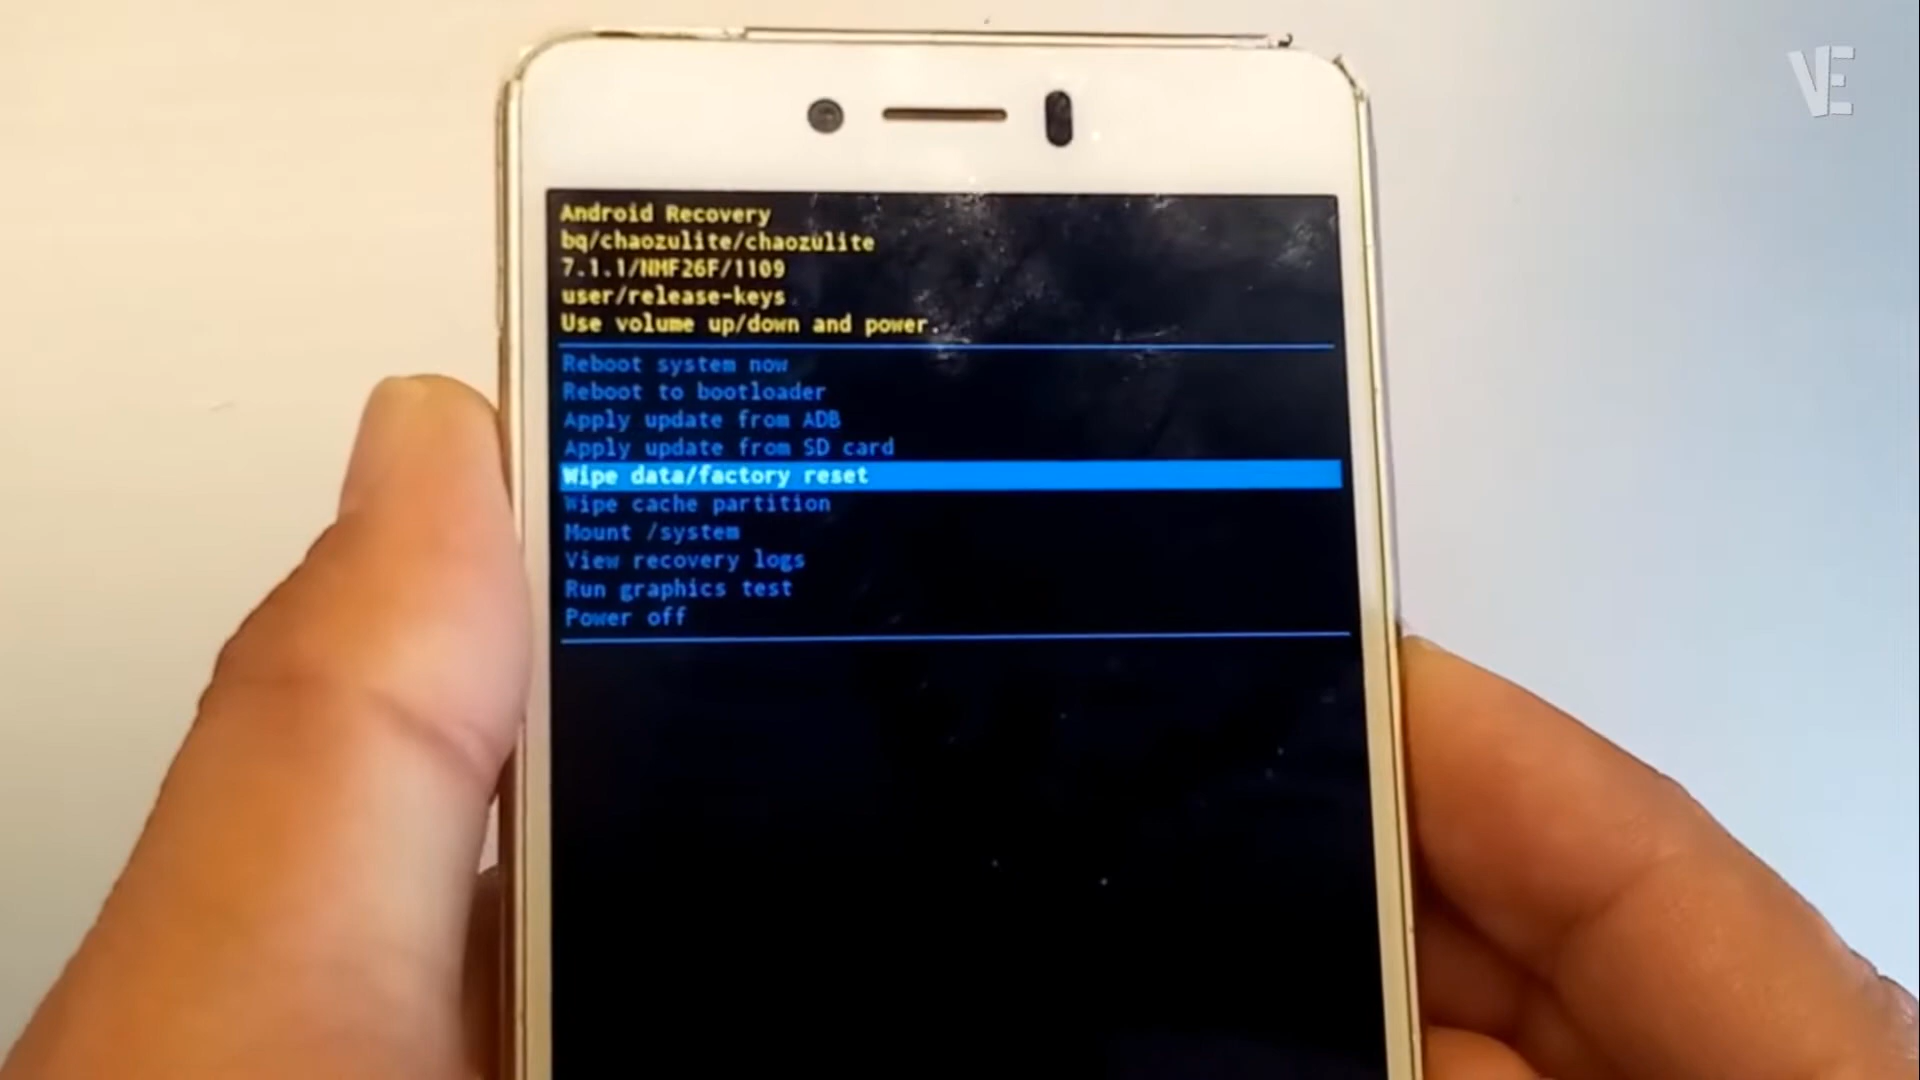 VE
Android Recovery
bq/chaozulite/chaozulite
7.1.1/NMF26F/1109
user/release-keys
Use volume up/down and power.
Reboot system now
Reboot to bootloader
Apply update from ADB
Apply update from SD card
Wipe data/factory reset
Wipe cache partition
Mount /system
View recovery logs
Run graphics test
Power off